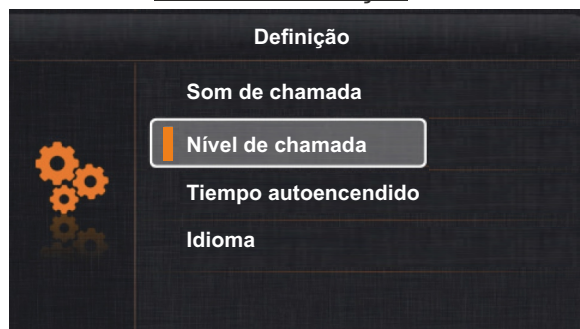 Definição
Som de chamada
Nível de chamada
Tiempo autoencendido
Idioma